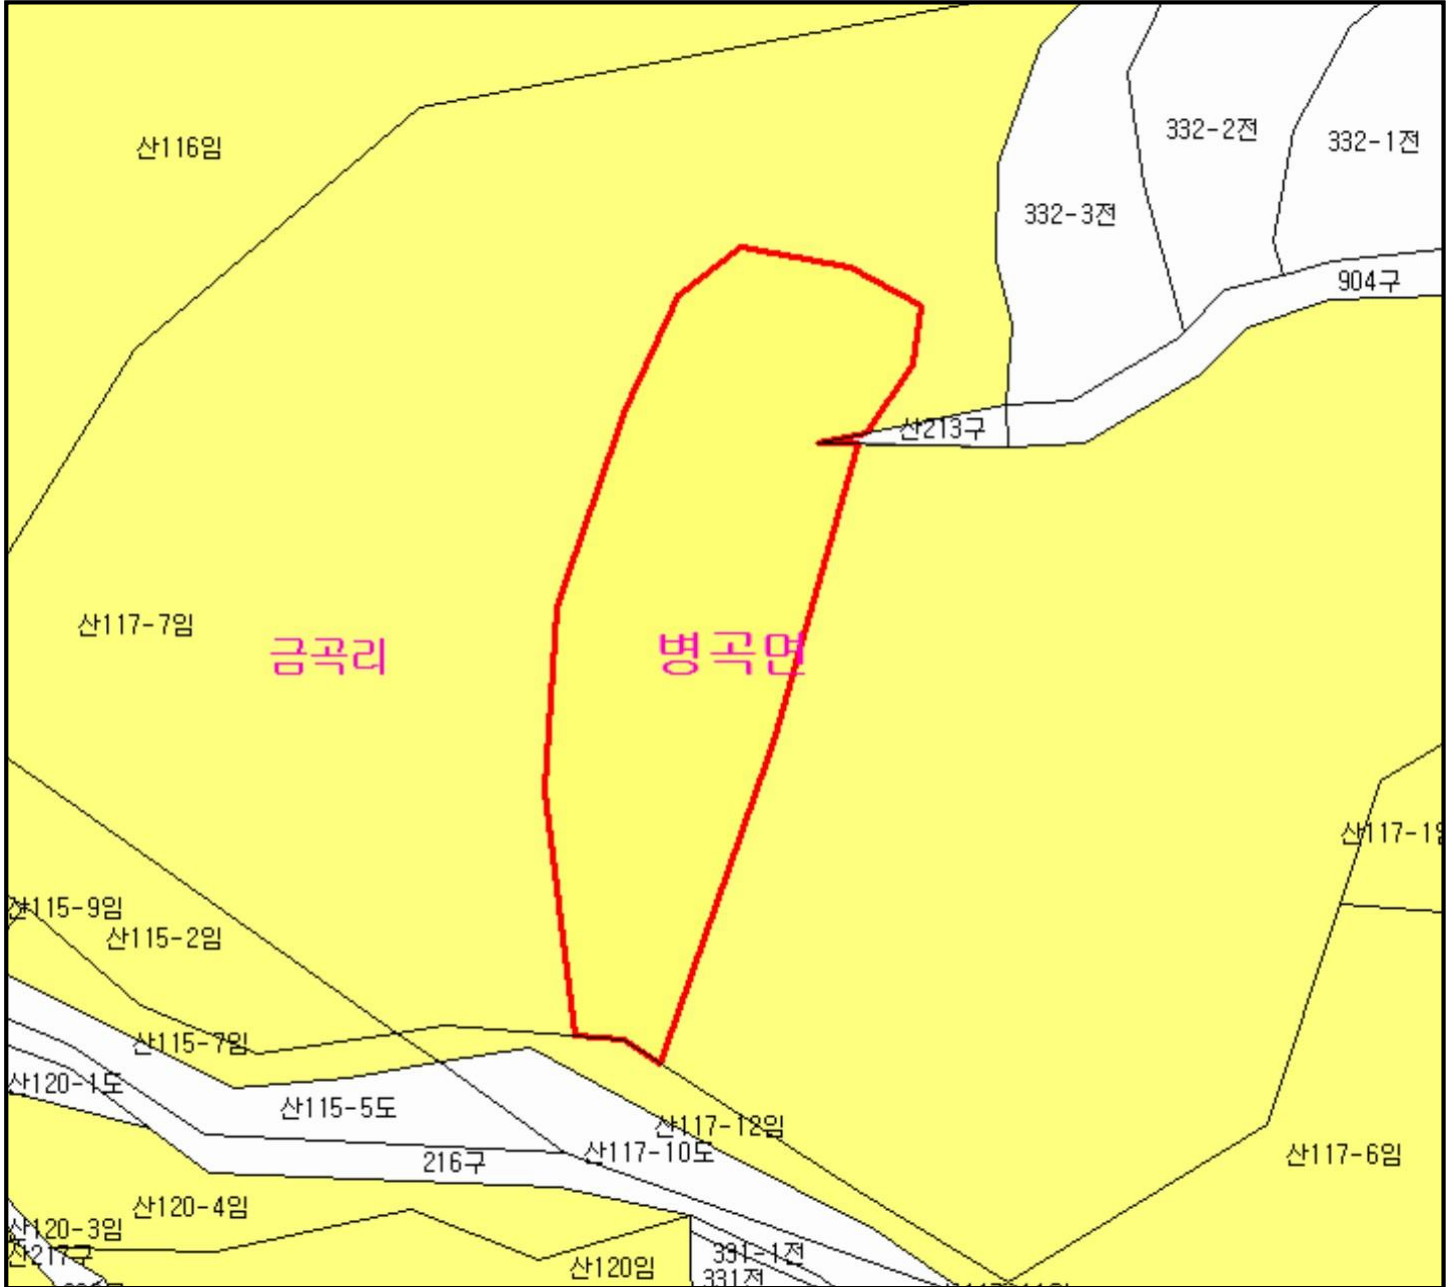 332-2전
332-1전
산116임
332-3전
904구
산213구
산117-7임
금곡리
병곡면
산115-9임
산115-2임
산115-7임
산120-1도
산115-5도
산117-12임
산117-10도
216구
산117-6임
산120-4임
산120-3임
산217구
산120임
331-1전
331전